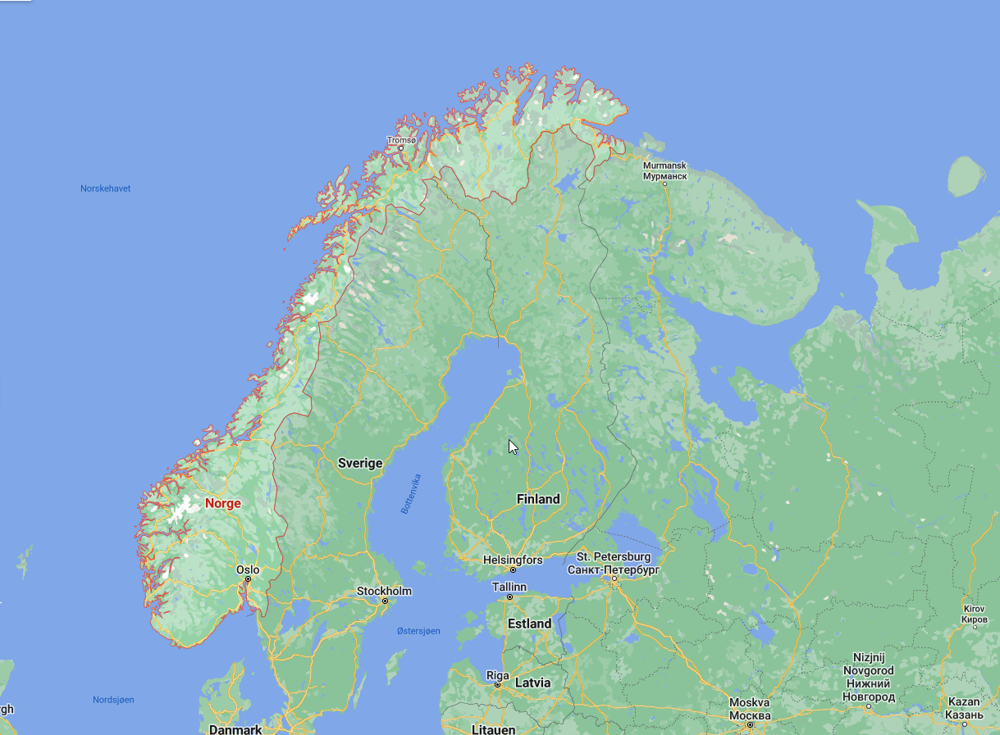 Tromsø
Murmansk
Мурманск
Norskehavet
Sverige
Bottenvika
Norge
Finland
Oslo
Helsingfors
St. Petersburg
Санкт-Петербург
Stockholm
Tallinn
Estland
Østersjøen
Kirov
Киров
Nizjnij
Novgorod
Нижний
Новгород
Riga
Latvia
Nordsjøen
rgh
Moskva
Москва
Kazan
Казань
Danmark
Litauen